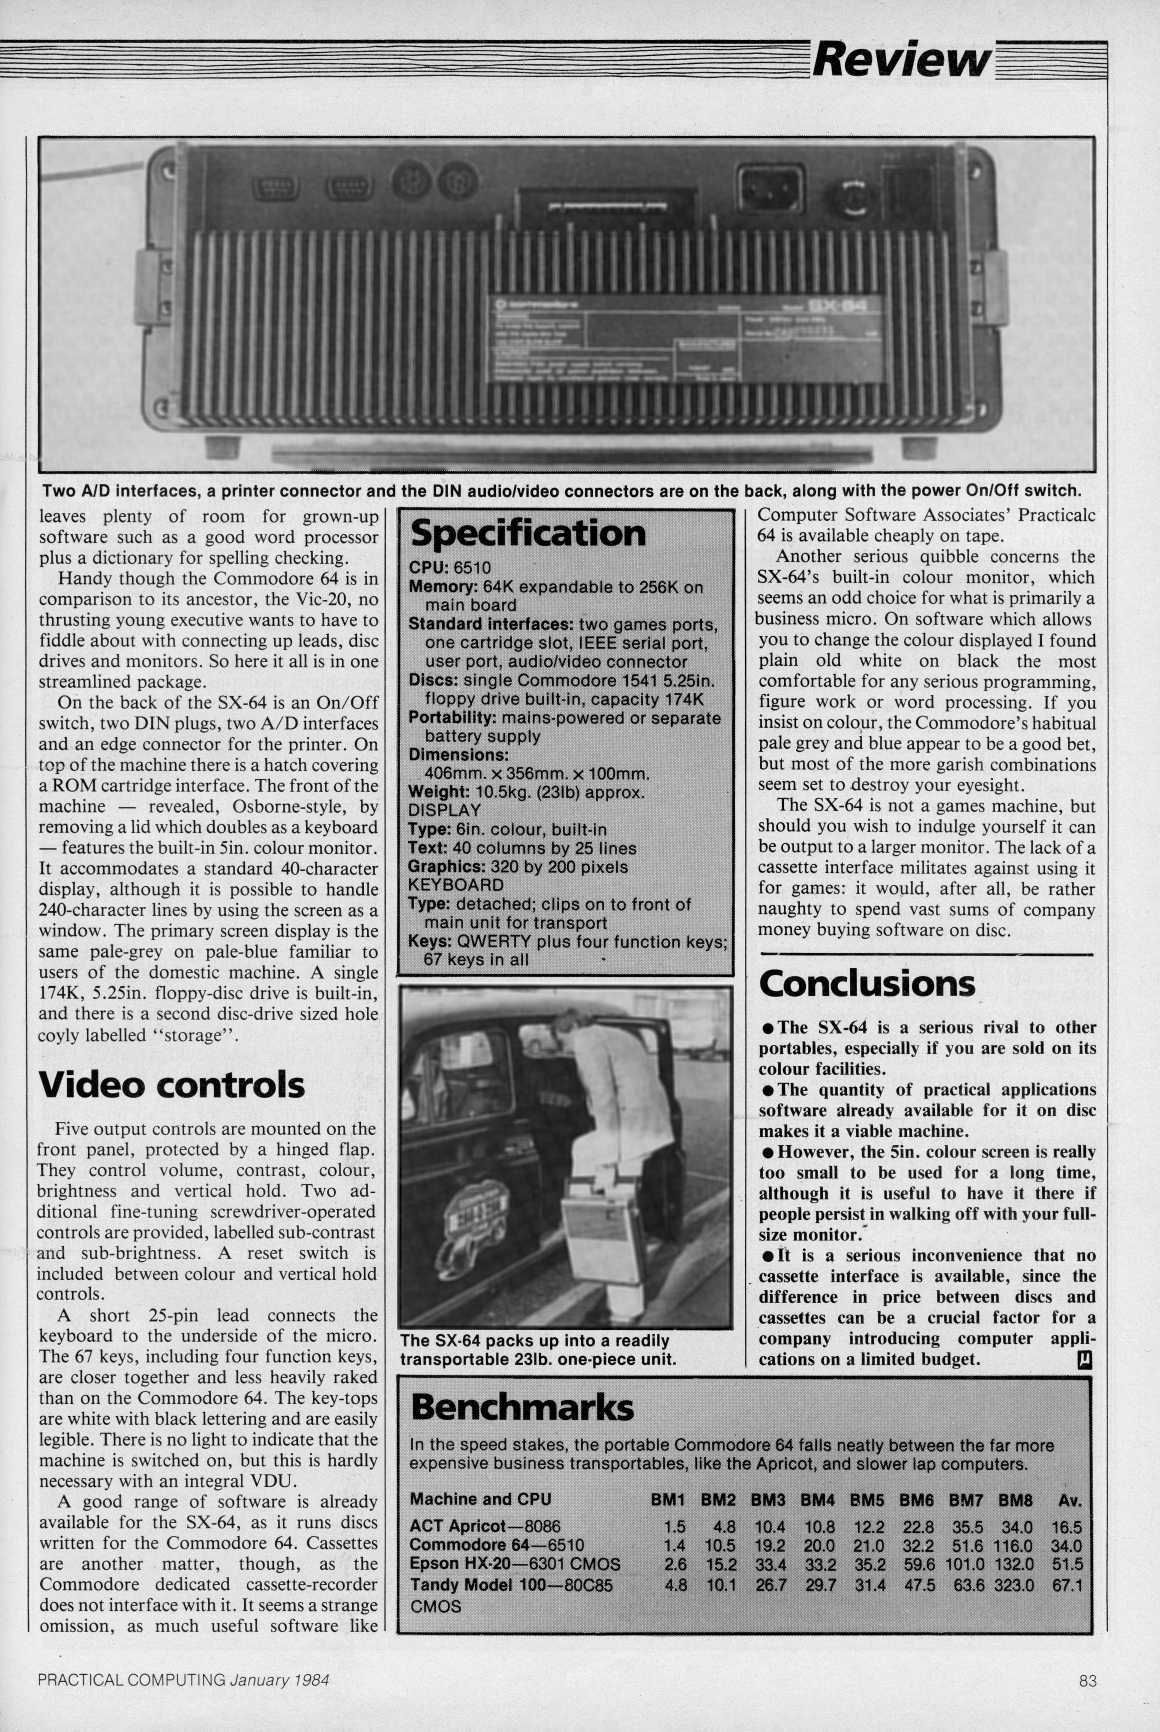 Review
commodore
SX-64
Two A/D interfaces, a printer connector and the DIN audio/video connectors are on the back, along with the power On/Off switch.
leaves plenty of room for grown-up
software such as a good word processor
plus a dictionary for spelling checking.
Handy though the Commodore 64 is in
comparison to its ancestor, the Vic-20, no
thrusting young executive wants to have to
fiddle about with connecting up leads, disc
drives and monitors. So here it all is in one
streamlined package.
On the back of the SX-64 is an On/Off
switch, two DIN plugs, two A/D interfaces
and an edge connector for the printer. On
top of the machine there is a hatch covering
a ROM cartridge interface. The front of the
machine — revealed, Osborne-style, by
removing a lid which doubles as a keyboard
— features the built-in 5in. colour monitor.
It accommodates a standard 40-character
display, although it is possible to handle
240-character lines by using the screen as a
window. The primary screen display is the
same pale-grey on pale-blue familiar to
users of the domestic machine. A single
174K, 5.25in. floppy-disc drive is built-in,
and there is a second disc-drive sized hole
coyly labelled “storage”.
Video controls
Five output controls are mounted on the
front panel, protected by a hinged flap.
They control volume, contrast, colour,
brightness and vertical hold. Two ad-
ditional fine-tuning screwdriver-operated
controls are provided, labelled sub-contrast
and sub-brightness. A reset switch is
included between colour and vertical hold
controls.
A short 25-pin lead connects the
keyboard to the underside of the micro.
The 67 keys, including four function keys,
are closer together and less heavily raked
than on the Commodore 64. The key-tops
are white with black lettering and are easily
legible. There is no light to indicate that the
machine is switched on, but this is hardly
necessary with an integral VDU.
A good range of software is already
available for the SX-64, as it runs discs
written for the Commodore 64. Cassettes
are another matter, though, as the
Commodore dedicated cassette-recorder
does not interface with it. It seems a strange
omission, as much useful software like
Specification
CPU: 6510
Memory: 64K expandable to 256K on
main board
Standard interfaces: two games ports,
one cartridge slot, IEEE serial port,
user port, audio/video connector
Discs: single Commodore 1541 5.25in.
floppy drive built-in, capacity 174K
Portability: mains-powered or separate
battery supply
Dimensions:
406mm. x 356mm. x 100mm.
Weight: 10.5kg. (23lb) approx.
DISPLAY
Type: 6in. colour, built-in
Text: 40 columns by 25 lines
Graphics: 320 by 200 pixels
KEYBOARD
Type: detached; clips on to front of
main unit for transport
Keys: QWERTY plus four function keys;
67 keys in all
The SX-64 packs up into a readily
transportable 23lb. one-piece unit.
Computer Software Associates’ Practicalc
64 is available cheaply on tape.
Another serious quibble concerns the
SX-64’s built-in colour monitor, which
seems an odd choice for what is primarily a
business micro. On software which allows
you to change the colour displayed I found
plain old white on black the most
comfortable for any serious programming,
figure work or word processing. If you
insist on colour, the Commodore’s habitual
pale grey and blue appear to be a good bet,
but most of the more garish combinations
seem set to destroy your eyesight.
The SX-64 is not a games machine, but
should you wish to indulge yourself it can
be output to a larger monitor. The lack of a
cassette interface militates against using it
for games: it would, after all, be rather
naughty to spend vast sums of company
money buying software on disc.
Conclusions
● The SX-64 is a serious rival to other
portables, especially if you are sold on its
colour facilities.
● The quantity of practical applications
software already available for it on disc
makes it a viable machine.
● However, the 5in. colour screen is really
too small to be used for a long time,
although it is useful to have it there if
people persist in walking off with your full-
size monitor.
● It is a serious inconvenience that no
cassette interface is available, since the
difference in price between discs and
cassettes can be a crucial factor for a
company introducing computer appli-
cations on a limited budget. μ
Benchmarks
In the speed stakes, the portable Commodore 64 falls neatly between the far more
expensive business transportables, like the Apricot, and slower lap computers.
Machine and CPU BM1 BM2 BM3 BM4 BM5 BM6 BM7 BM8 Av.
ACT Apricot—8086 1.5 4.8 10.4 10.8 12.2 22.8 35.5 34.0 16.5
Commodore 64—6510 1.4 10.5 19.2 20.0 21.0 32.2 51.6 116.0 34.0
Epson HX-20—6301 CMOS 2.6 15.2 33.4 33.2 35.2 59.6 101.0 132.0 51.5
Tandy Model 100—80C85 4.8 10.1 26.7 29.7 31.4 47.5 63.6 323.0 67.1
CMOS
PRACTICAL COMPUTING January 1984
83